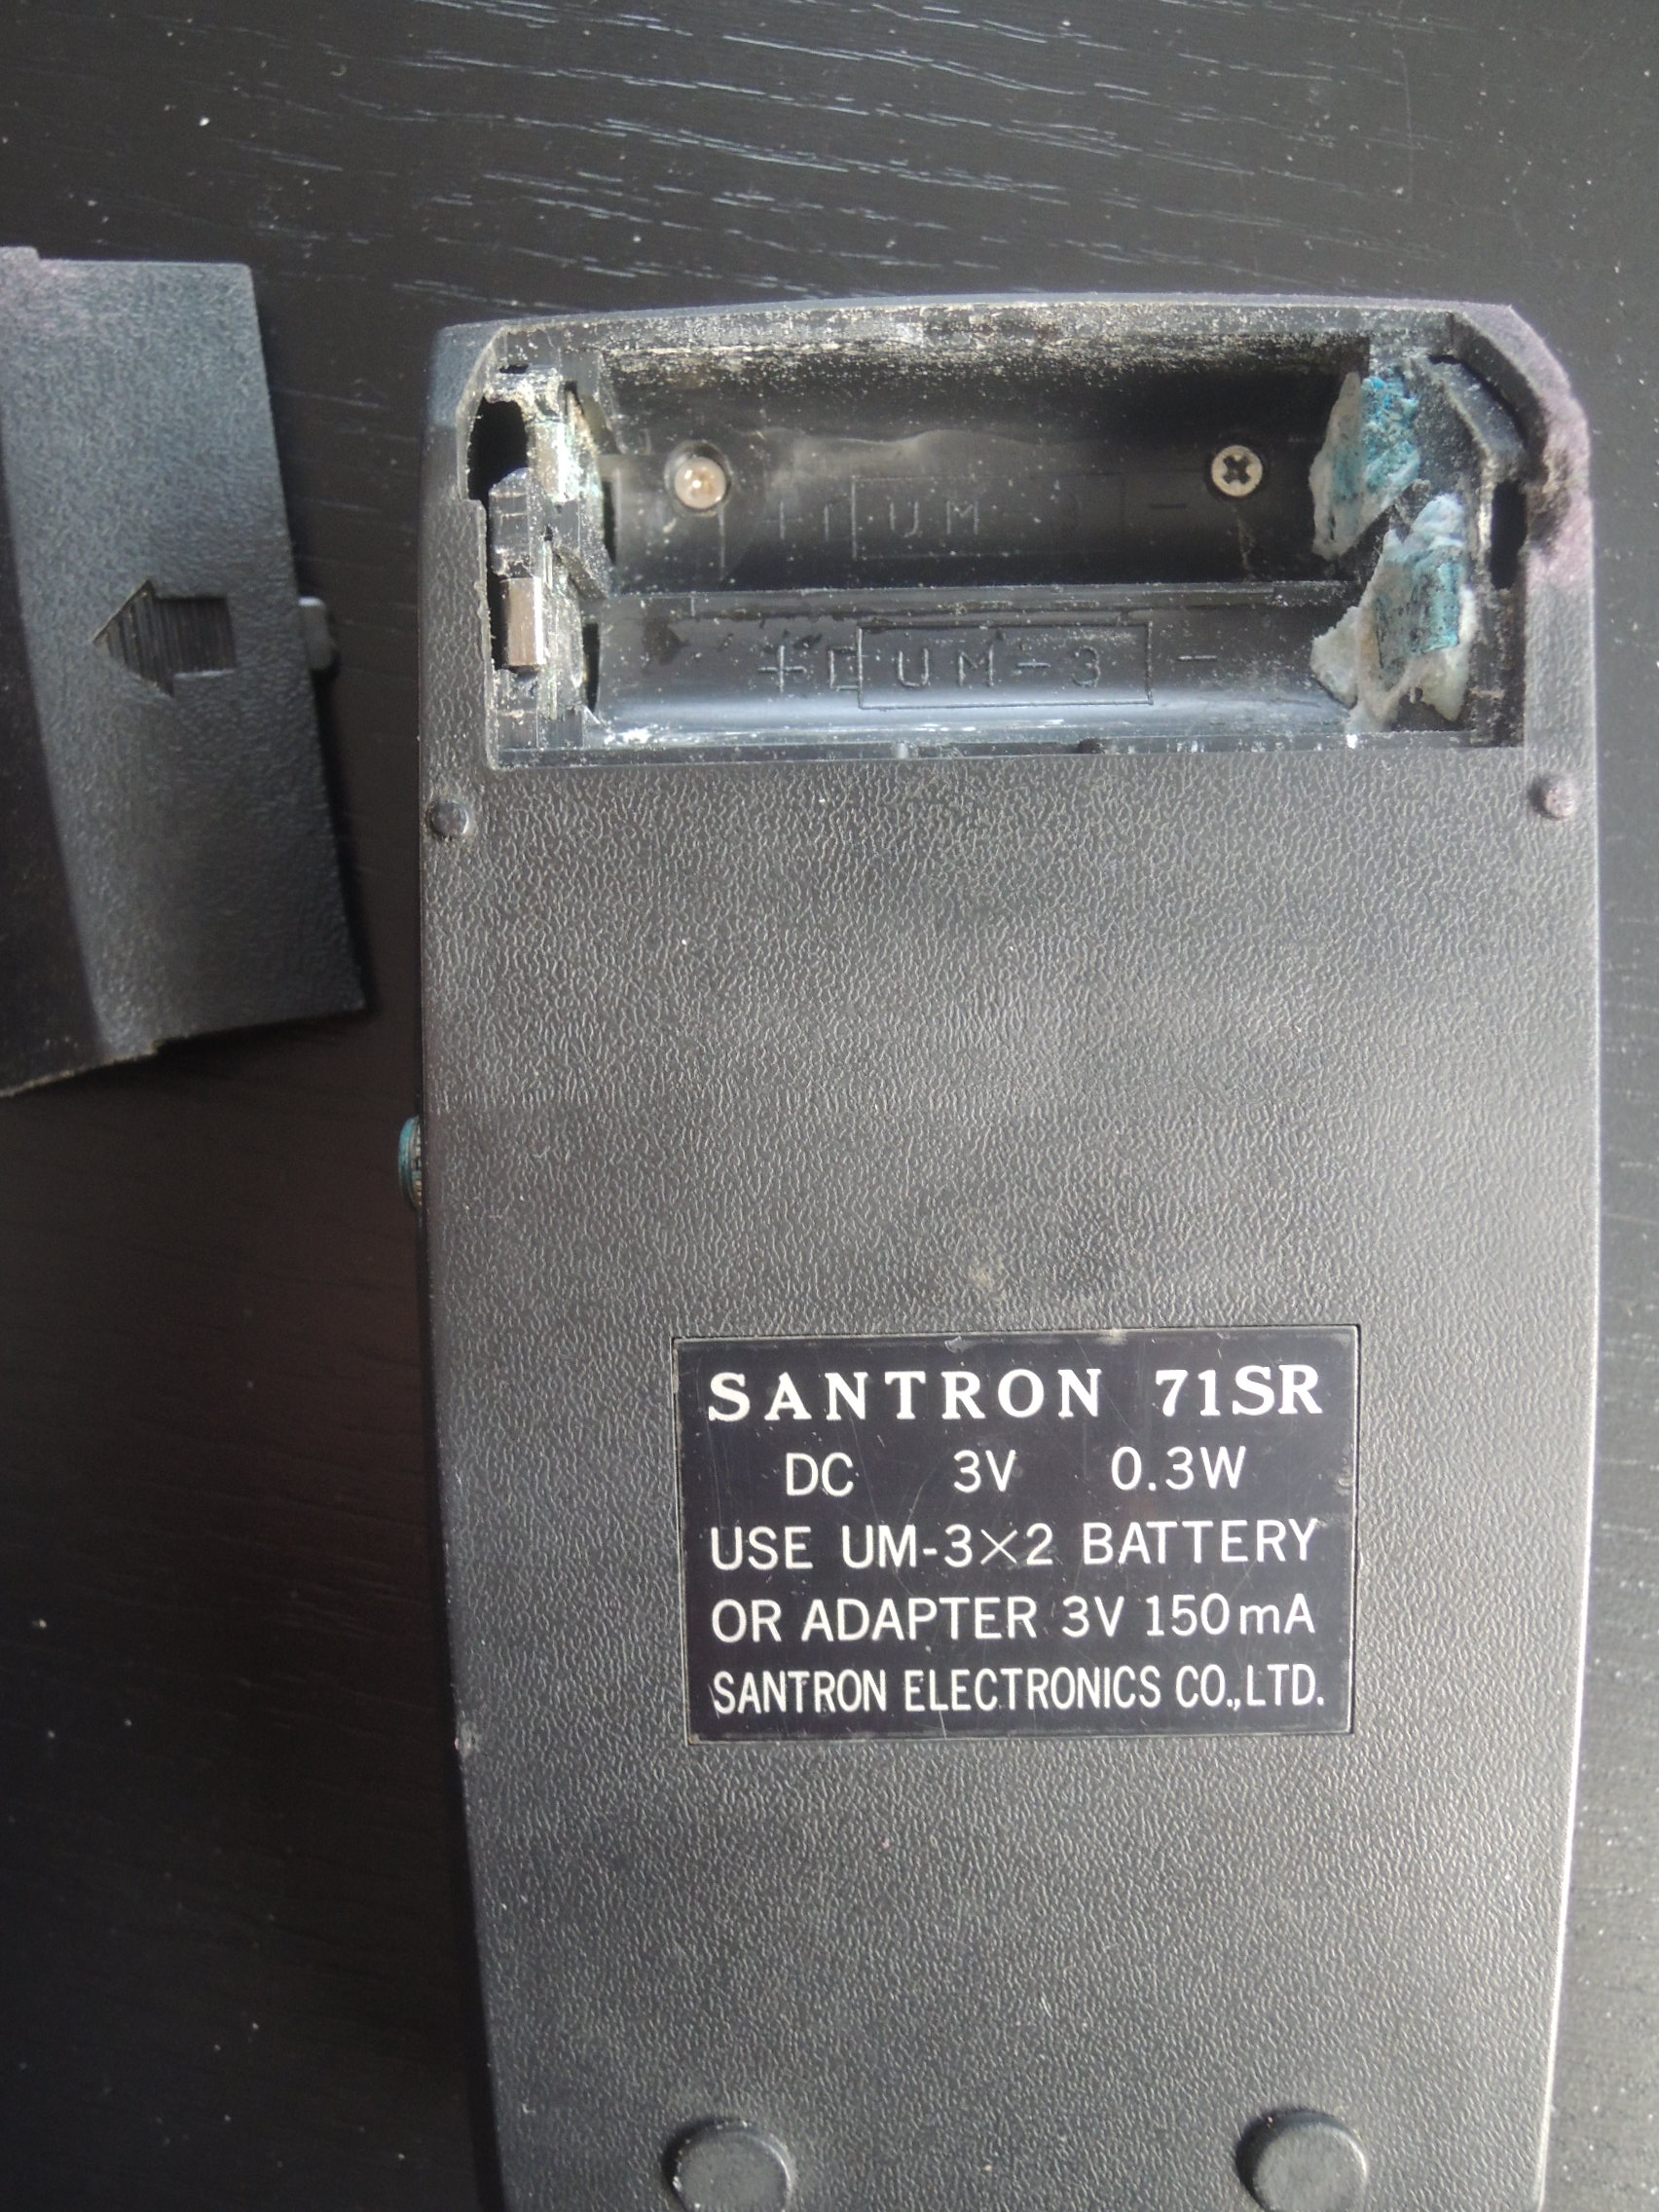 UM
-
+ UM-3 -
SANTRON 71SR
DC 3V 0.3W
USE UM-3×2 BATTERY
OR ADAPTER 3V 150mA
SANTRON ELECTRONICS CO.,LTD.